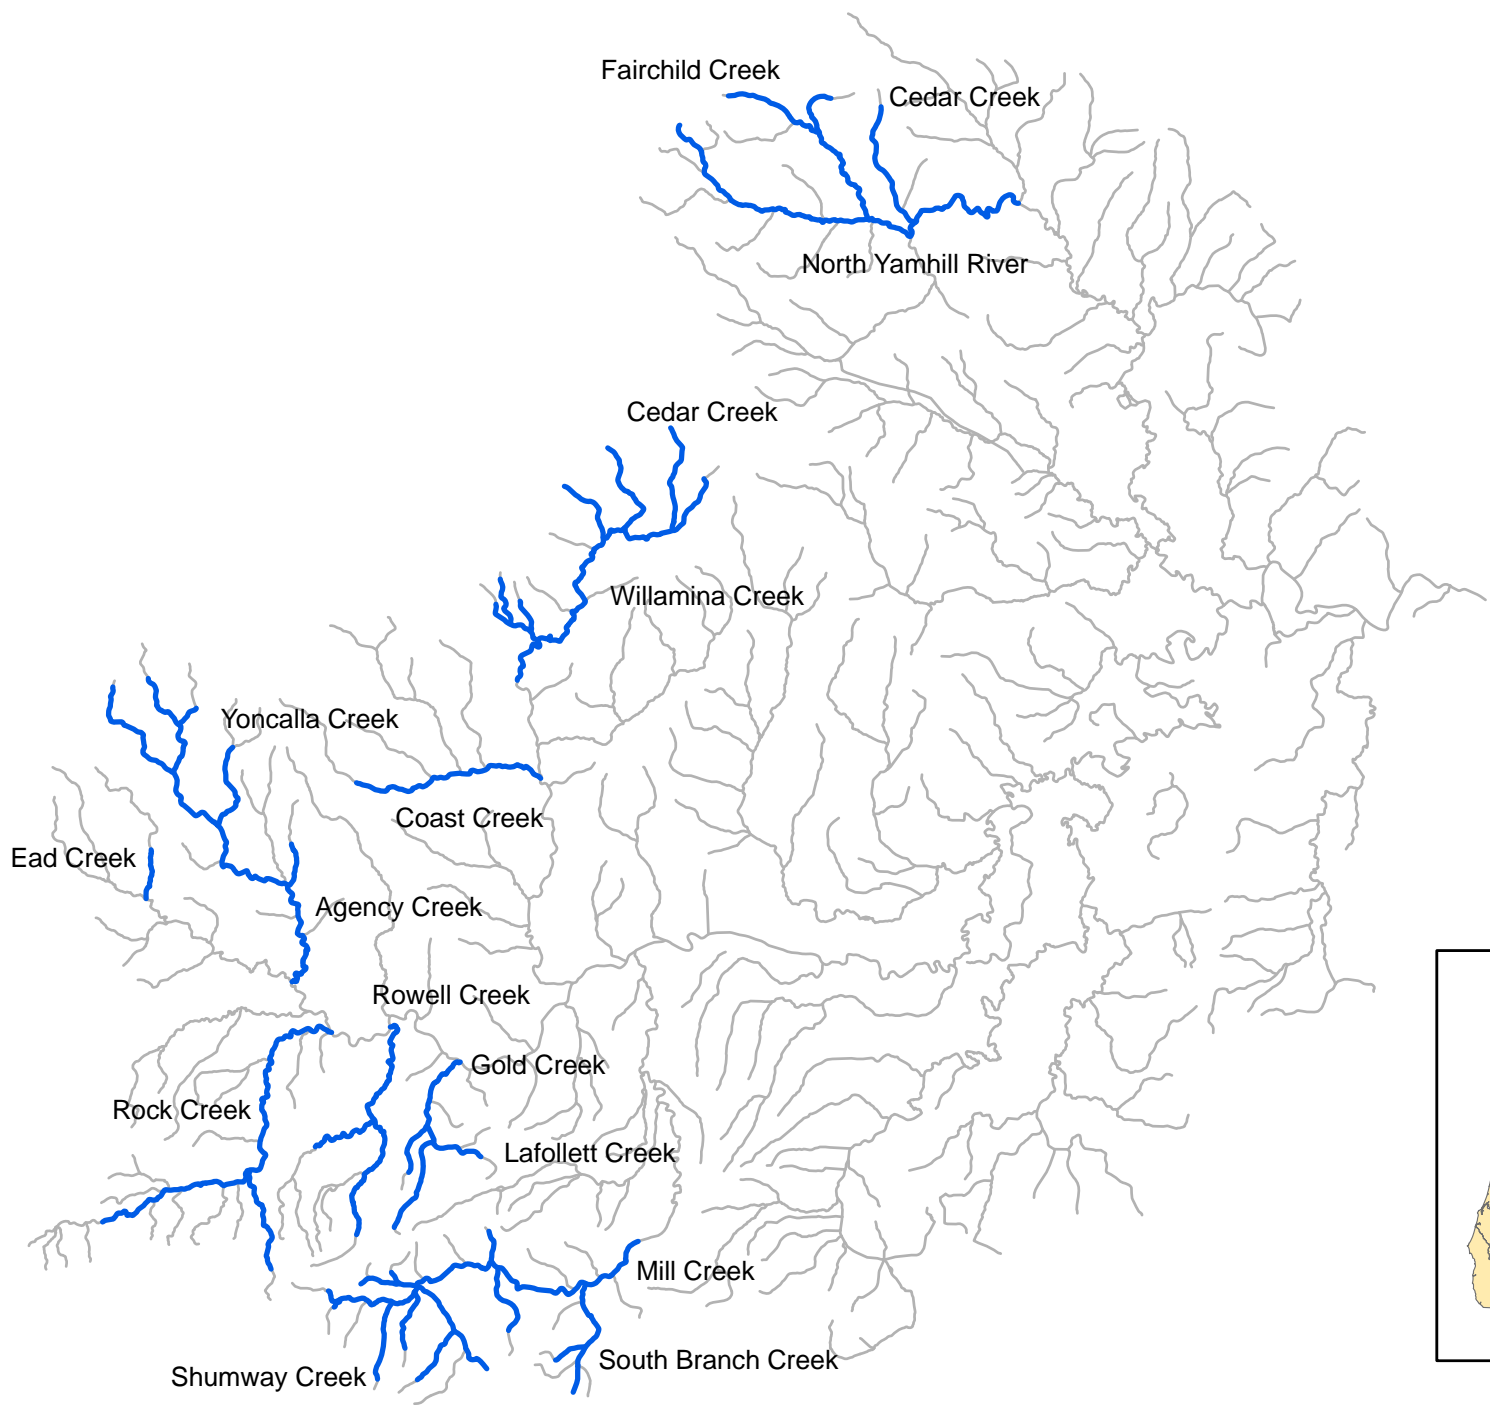 Fairchild Creek
Cedar Creek
North Yamhill River
Cedar Creek
Willamina Creek
Yoncalla Creek
Coast Creek
Ead Creek
Agency Creek
Rowell Creek
Gold Creek
Rock Creek
Lafollett Creek
Mill Creek
South Branch Creek
Shumway Creek